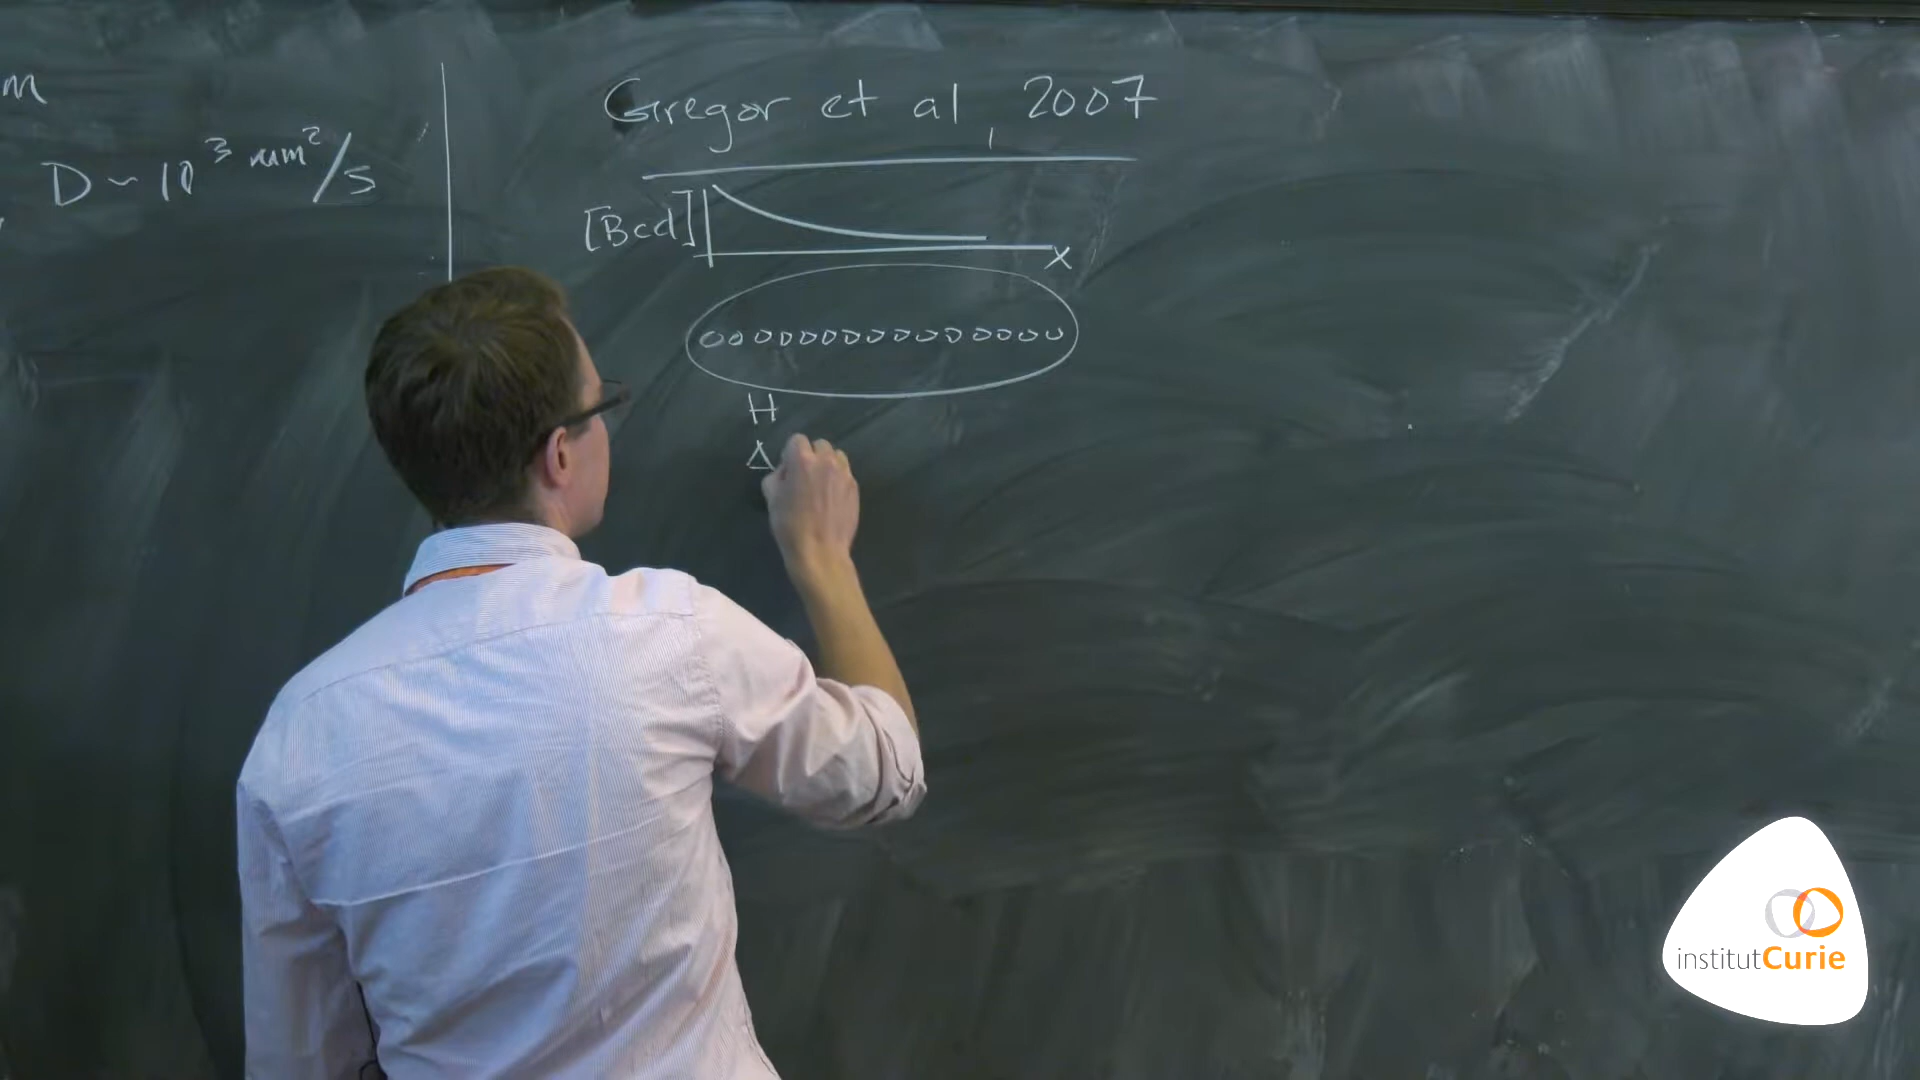 m
D ~ 10³ µm²/s
Gregor et al, 2007
[Bcd]
x
H
Δ
institutCurie